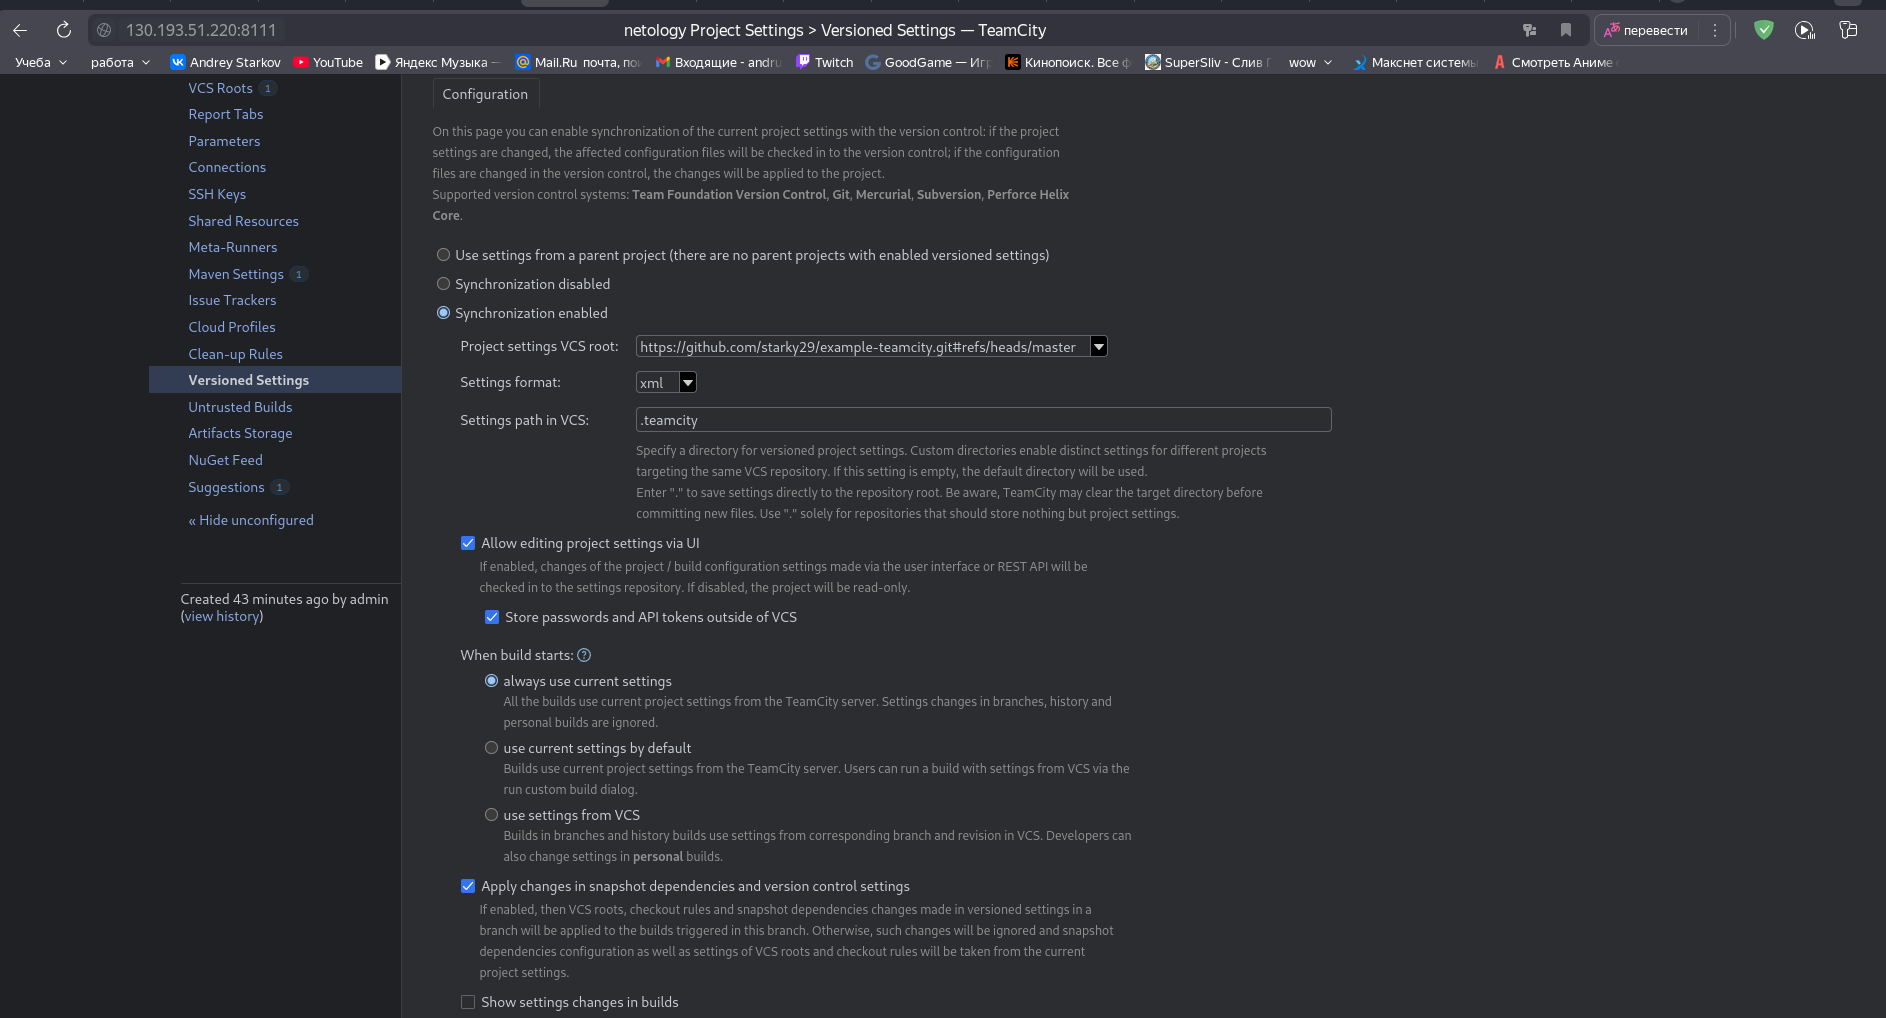 130.193.51.220:8111
netology Project Settings > Versioned Settings — TeamCity
перевести
Учеба
работа
Andrey Starkov
YouTube
Яндекс Музыка —
Mail.Ru почта, пои
Входящие - andru
Twitch
GoodGame — Игр
Кинопоиск. Все ф
SuperSliv - Слив Г
wow
Макснет системы
Смотреть Аниме
VCS Roots 1
Report Tabs
Parameters
Connections
SSH Keys
Shared Resources
Meta-Runners
Maven Settings 1
Issue Trackers
Cloud Profiles
Clean-up Rules
Versioned Settings
Untrusted Builds
Artifacts Storage
NuGet Feed
Suggestions 1
« Hide unconfigured
Created 43 minutes ago by admin
(view history)
Configuration
On this page you can enable synchronization of the current project settings with the version control: if the project
settings are changed, the affected configuration files will be checked in to the version control; if the configuration
files are changed in the version control, the changes will be applied to the project.
Supported version control systems: Team Foundation Version Control, Git, Mercurial, Subversion, Perforce Helix
Core.
Use settings from a parent project (there are no parent projects with enabled versioned settings)
Synchronization disabled
Synchronization enabled
Project settings VCS root: https://github.com/starky29/example-teamcity.git#refs/heads/master
Settings format: xml
Settings path in VCS: .teamcity
Specify a directory for versioned project settings. Custom directories enable distinct settings for different projects
targeting the same VCS repository. If this setting is empty, the default directory will be used.
Enter "." to save settings directly to the repository root. Be aware, TeamCity may clear the target directory before
committing new files. Use "." solely for repositories that should store nothing but project settings.
Allow editing project settings via UI
If enabled, changes of the project / build configuration settings made via the user interface or REST API will be
checked in to the settings repository. If disabled, the project will be read-only.
Store passwords and API tokens outside of VCS
When build starts: ?
always use current settings
All the builds use current project settings from the TeamCity server. Settings changes in branches, history and
personal builds are ignored.
use current settings by default
Builds use current project settings from the TeamCity server. Users can run a build with settings from VCS via the
run custom build dialog.
use settings from VCS
Builds in branches and history builds use settings from corresponding branch and revision in VCS. Developers can
also change settings in personal builds.
Apply changes in snapshot dependencies and version control settings
If enabled, then VCS roots, checkout rules and snapshot dependencies changes made in versioned settings in a
branch will be applied to the builds triggered in this branch. Otherwise, such changes will be ignored and snapshot
dependencies configuration as well as settings of VCS roots and checkout rules will be taken from the current
project settings.
Show settings changes in builds